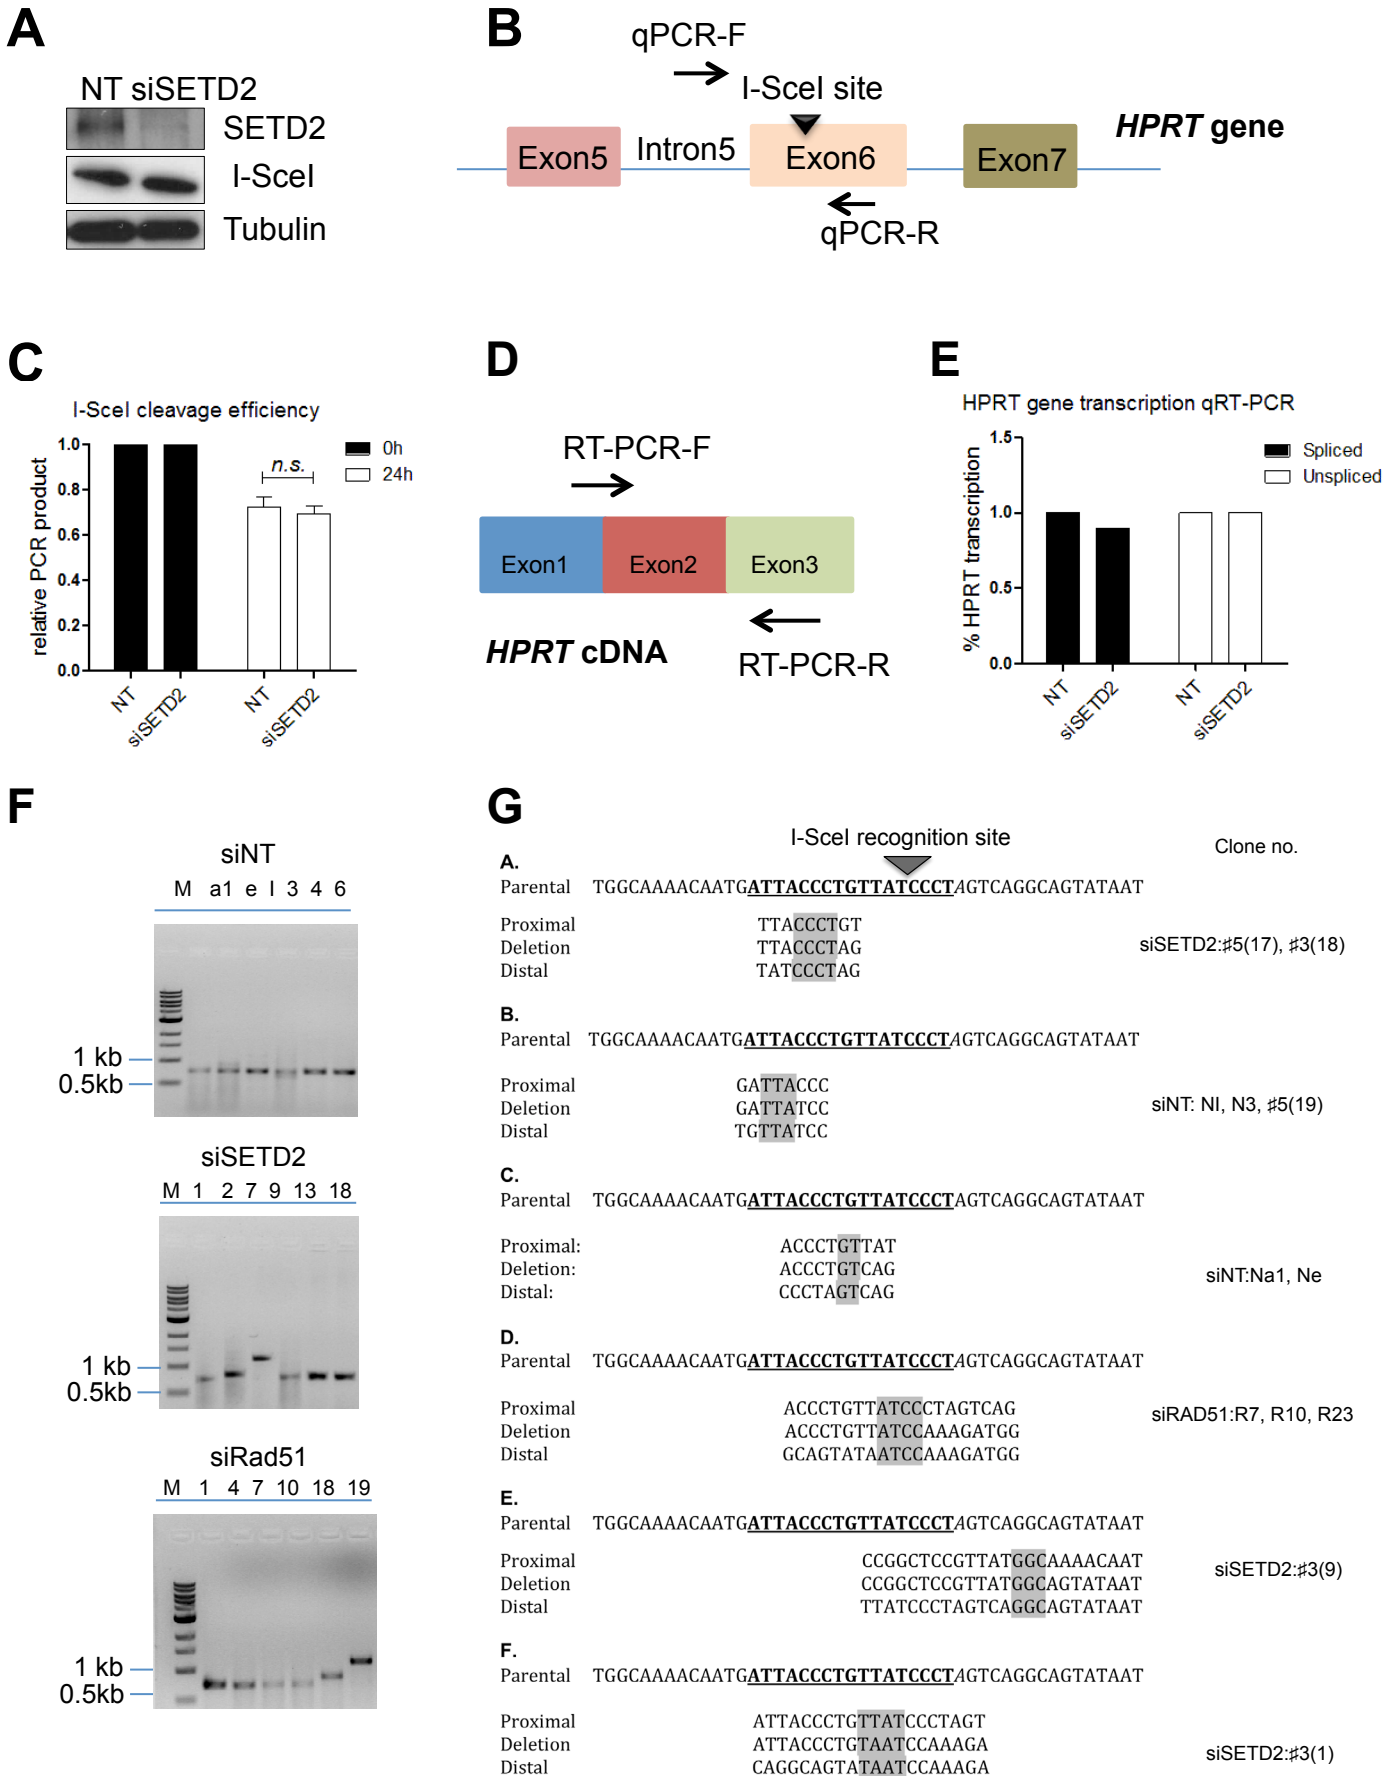 A
NT siSETD2
SETD2
I-SceI
Tubulin
B
qPCR-F
I-SceI site
HPRT gene
Exon5
Intron5
Exon6
Exon7
qPCR-R
C
I-SceI cleavage efficiency
relative PCR product
1.0
0.8
0.6
0.4
0.2
0.0
n.s.
0h
24h
NT
siSETD2
NT
siSETD2
D
RT-PCR-F
Exon1
Exon2
Exon3
HPRT cDNA
RT-PCR-R
E
HPRT gene transcription qRT-PCR
% HPRT transcription
1.5
1.0
0.5
0.0
Spliced
Unspliced
NT
siSETD2
NT
siSETD2
F
siNT
M a1 e I 3 4 6
1 kb
0.5kb
siSETD2
M 1 2 7 9 13 18
1 kb
0.5kb
siRad51
M 1 4 7 10 18 19
1 kb
0.5kb
G
I-SceI recognition site
Clone no.
A.
Parental TGGCAAAACAATGATTACCCTGTTATCCCTAGTCAGGCAGTATAAT
Proximal TTACCCTGT
Deletion TTACCCTAG
Distal TATCCCTAG
siSETD2:♯5(17), ♯3(18)
B.
Parental TGGCAAAACAATGATTACCCTGTTATCCCTAGTCAGGCAGTATAAT
Proximal GATTACCC
Deletion GATTATCC
Distal TGTTATCC
siNT: NI, N3, ♯5(19)
C.
Parental TGGCAAAACAATGATTACCCTGTTATCCCTAGTCAGGCAGTATAAT
Proximal: ACCCTGTTAT
Deletion: ACCCTGTCAG
Distal: CCCTAGTCAG
siNT:Na1, Ne
D.
Parental TGGCAAAACAATGATTACCCTGTTATCCCTAGTCAGGCAGTATAAT
Proximal ACCCTGTTATCCCTAGTCAG
Deletion ACCCTGTTATCCAAAGATGG
Distal GCAGTATAATCCAAAGATGG
siRAD51:R7, R10, R23
E.
Parental TGGCAAAACAATGATTACCCTGTTATCCCTAGTCAGGCAGTATAAT
Proximal CCGGCTCCGTTATGGCAAAACAAT
Deletion CCGGCTCCGTTATGGCAGTATAAT
Distal TTATCCCTAGTCAGGCAGTATAAT
siSETD2:♯3(9)
F.
Parental TGGCAAAACAATGATTACCCTGTTATCCCTAGTCAGGCAGTATAAT
Proximal ATTACCCTGTTATCCCTAGT
Deletion ATTACCCTGTAATCCAAAGA
Distal CAGGCAGTATAATCCAAAGA
siSETD2:♯3(1)